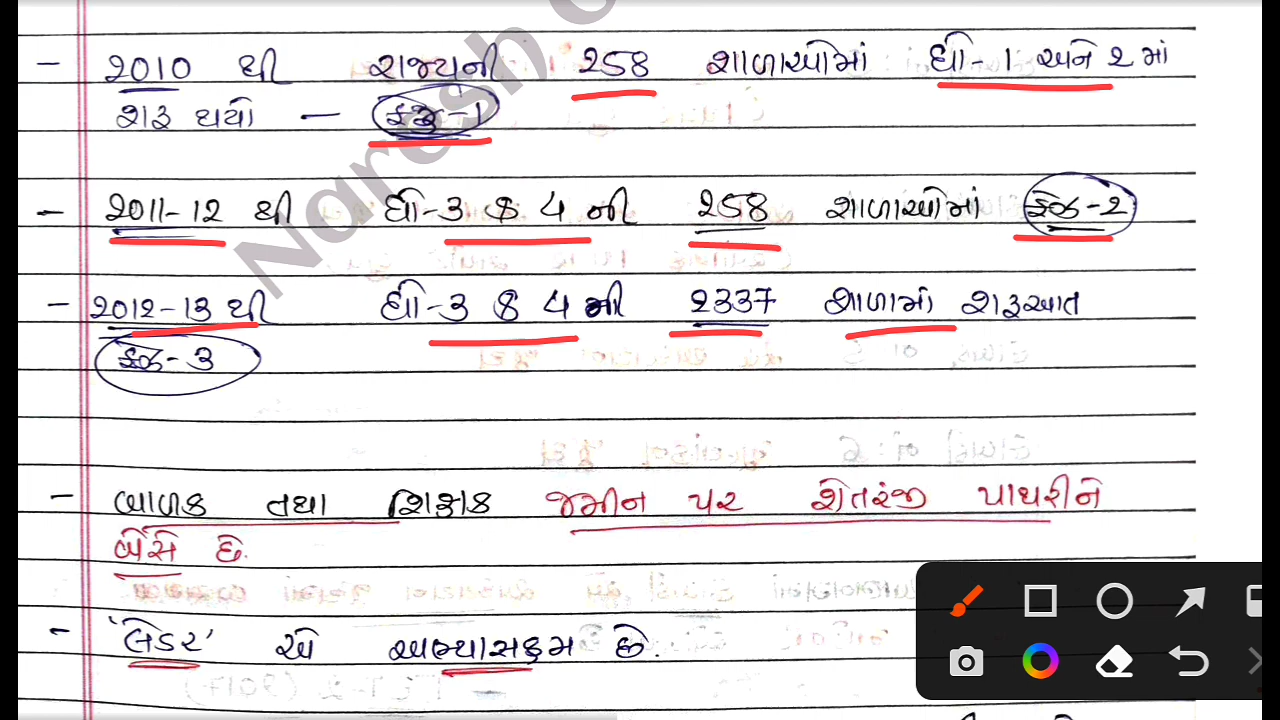 - 2010 થી રાજ્યની 258 શાળાઓમાં ધો-1 અને 2 માં
શરૂ થયો - ફેઝ-1
- 2011-12 થી ધો-3 & 4 ની 258 શાળાઓમાં ફેઝ-2
- 2012-13 થી ધો-3 & 4 ની 2337 શાળામાં શરૂઆત
ફેઝ-3
- બાળક તથા શિક્ષક જમીન પર શેતરંજી પાથરીને
બેસે છે.
- 'લેડર' એ અભ્યાસક્રમ છે.
Naresh